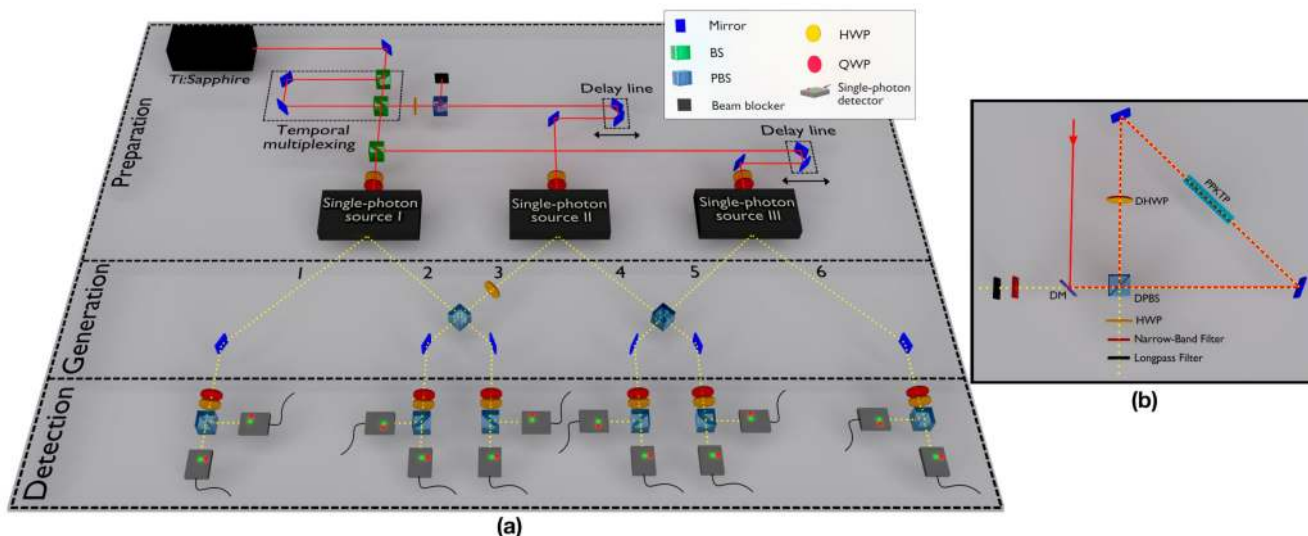 Ti:Sapphire
Mirror
BS
PBS
Beam blocker
HWP
QWP
Single-photon
detector
Temporal
multiplexing
Delay line
Delay line
Preparation
Single-photon
source I
Single-photon
source II
Single-photon
source III
1
2
3
4
5
6
Generation
Detection
(a)
PPKTP
DHWP
DM
DPBS
HWP
Narrow-Band Filter
Longpass Filter
(b)